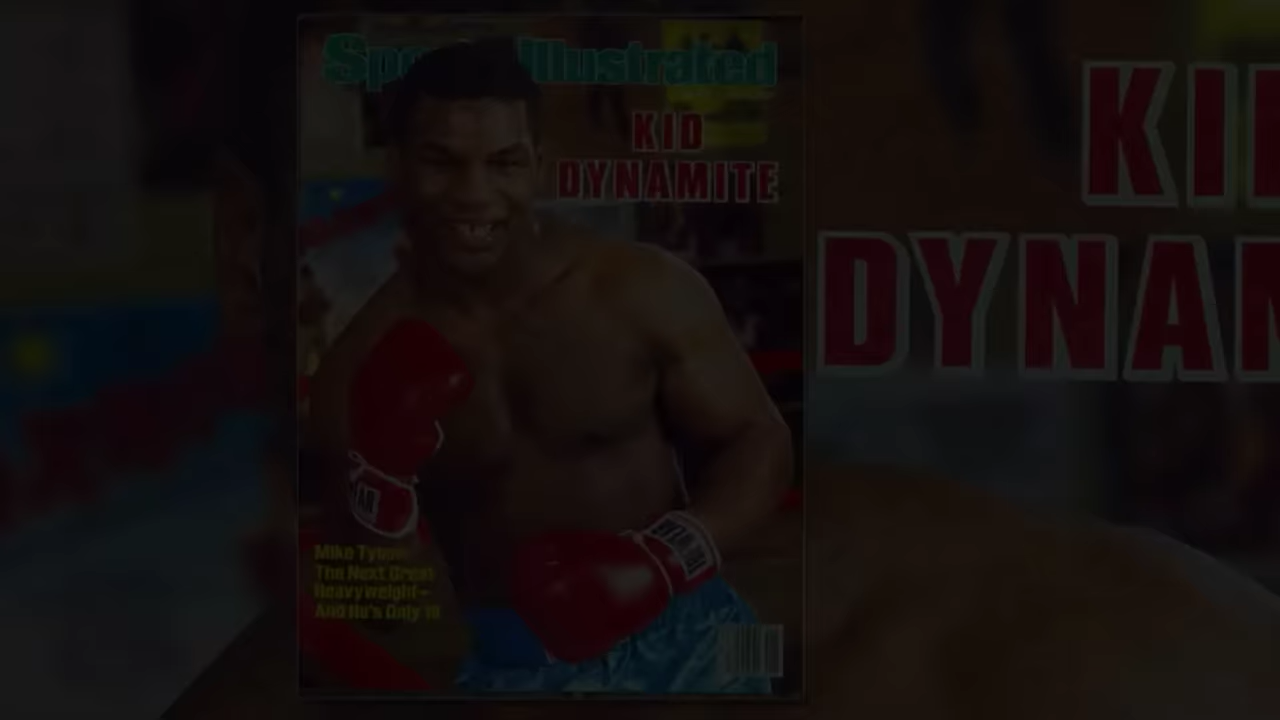 Sports Illustrated
KID
DYNAMITE
Mike Tyson
The Next Great
Heavyweight—
And He's Only 19
KI
DYNAM